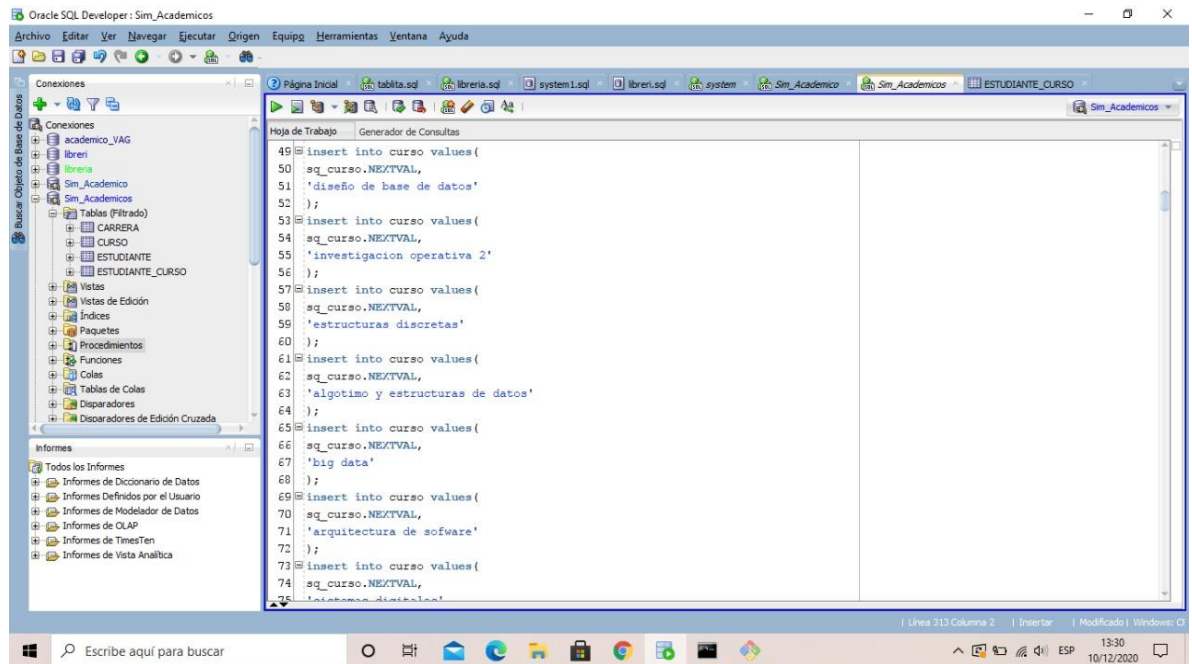 Oracle SQL Developer : Sim_Academicos
Archivo Editar Ver Navegar Ejecutar Origen Equipo Herramientas Ventana Ayuda
Conexiones
Página Inicial tablita.sql libreria.sql system1.sql libreri.sql system Sim_Academico Sim_Academicos ESTUDIANTE_CURSO
Sim_Academicos
Buscar Objeto de Base de Datos
Conexiones
academico_VAG
libreri
libreria
Sim_Academico
Sim_Academicos
Tablas (Filtrado)
CARRERA
CURSO
ESTUDIANTE
ESTUDIANTE_CURSO
Vistas
Vistas de Edición
Índices
Paquetes
Procedimientos
Funciones
Colas
Tablas de Colas
Disparadores
Disparadores de Edición Cruzada
Informes
Todos los Informes
Informes de Diccionario de Datos
Informes Definidos por el Usuario
Informes de Modelador de Datos
Informes de OLAP
Informes de TimesTen
Informes de Vista Analítica
Hoja de Trabajo Generador de Consultas
49 insert into curso values(
50 sq_curso.NEXTVAL,
51 'diseño de base de datos'
52 );
53 insert into curso values(
54 sq_curso.NEXTVAL,
55 'investigacion operativa 2'
56 );
57 insert into curso values(
58 sq_curso.NEXTVAL,
59 'estructuras discretas'
60 );
61 insert into curso values(
62 sq_curso.NEXTVAL,
63 'algotimo y estructuras de datos'
64 );
65 insert into curso values(
66 sq_curso.NEXTVAL,
67 'big data'
68 );
69 insert into curso values(
70 sq_curso.NEXTVAL,
71 'arquitectura de sofware'
72 );
73 insert into curso values(
74 sq_curso.NEXTVAL,
75 'sistemas digitales'
| Línea 313 Columna 2 | Insertar | Modificado | Windows: C
Escribe aquí para buscar
ESP
13:30
10/12/2020